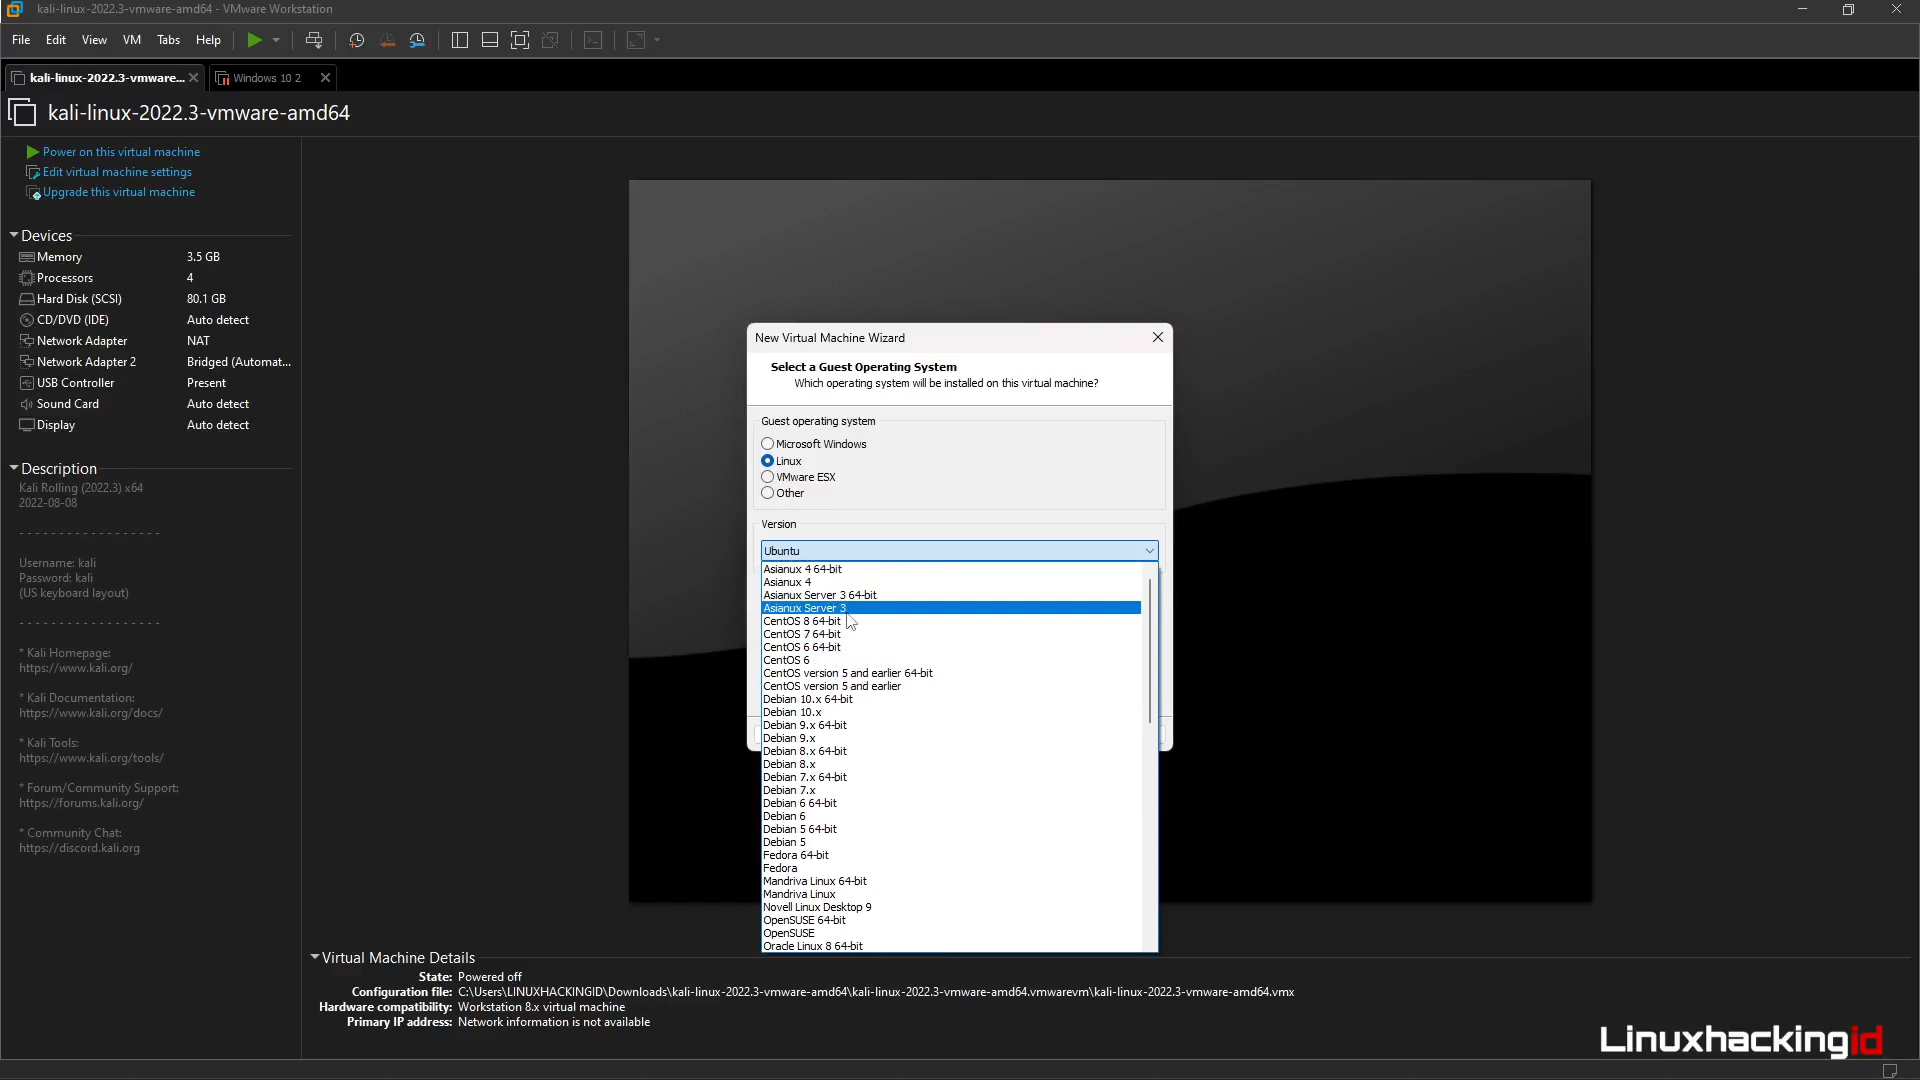 kali-linux-2022.3-vmware-amd64 - VMware Workstation
File Edit View VM Tabs Help
kali-linux-2022.3-vmware... Windows 10 2
kali-linux-2022.3-vmware-amd64
Power on this virtual machine
Edit virtual machine settings
Upgrade this virtual machine
Devices
Memory 3.5 GB
Processors 4
Hard Disk (SCSI) 80.1 GB
CD/DVD (IDE) Auto detect
Network Adapter NAT
Network Adapter 2 Bridged (Automat...
USB Controller Present
Sound Card Auto detect
Display Auto detect
Description
Kali Rolling (2022.3) x64
2022-08-08
- - - - - - - - - - - - - - - - - -
Username: kali
Password: kali
(US keyboard layout)
- - - - - - - - - - - - - - - - - -
* Kali Homepage:
https://www.kali.org/
* Kali Documentation:
https://www.kali.org/docs/
* Kali Tools:
https://www.kali.org/tools/
* Forum/Community Support:
https://forums.kali.org/
* Community Chat:
https://discord.kali.org
New Virtual Machine Wizard
Select a Guest Operating System
Which operating system will be installed on this virtual machine?
Guest operating system
Microsoft Windows
Linux
VMware ESX
Other
Version
Ubuntu
Asianux 4 64-bit
Asianux 4
Asianux Server 3 64-bit
Asianux Server 3
CentOS 8 64-bit
CentOS 7 64-bit
CentOS 6 64-bit
CentOS 6
CentOS version 5 and earlier 64-bit
CentOS version 5 and earlier
Debian 10.x 64-bit
Debian 10.x
Debian 9.x 64-bit
Debian 9.x
Debian 8.x 64-bit
Debian 8.x
Debian 7.x 64-bit
Debian 7.x
Debian 6 64-bit
Debian 6
Debian 5 64-bit
Debian 5
Fedora 64-bit
Fedora
Mandriva Linux 64-bit
Mandriva Linux
Novell Linux Desktop 9
OpenSUSE 64-bit
OpenSUSE
Oracle Linux 8 64-bit
Virtual Machine Details
State: Powered off
Configuration file: C:\Users\LINUXHACKINGID\Downloads\kali-linux-2022.3-vmware-amd64\kali-linux-2022.3-vmware-amd64.vmwarevm\kali-linux-2022.3-vmware-amd64.vmx
Hardware compatibility: Workstation 8.x virtual machine
Primary IP address: Network information is not available
Linuxhackingid